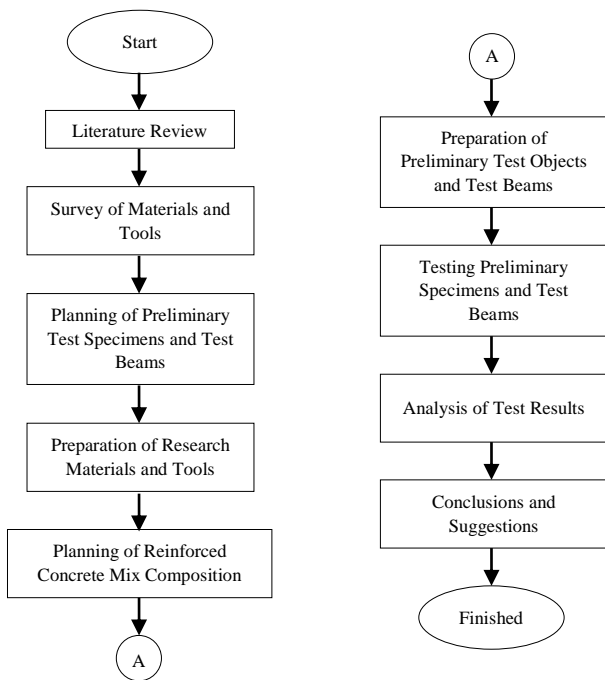 Start
Literature Review
Survey of Materials and
Tools
Planning of Preliminary
Test Specimens and Test
Beams
Preparation of Research
Materials and Tools
Planning of Reinforced
Concrete Mix Composition
A
A
Preparation of
Preliminary Test Objects
and Test Beams
Testing Preliminary
Specimens and Test
Beams
Analysis of Test Results
Conclusions and
Suggestions
Finished